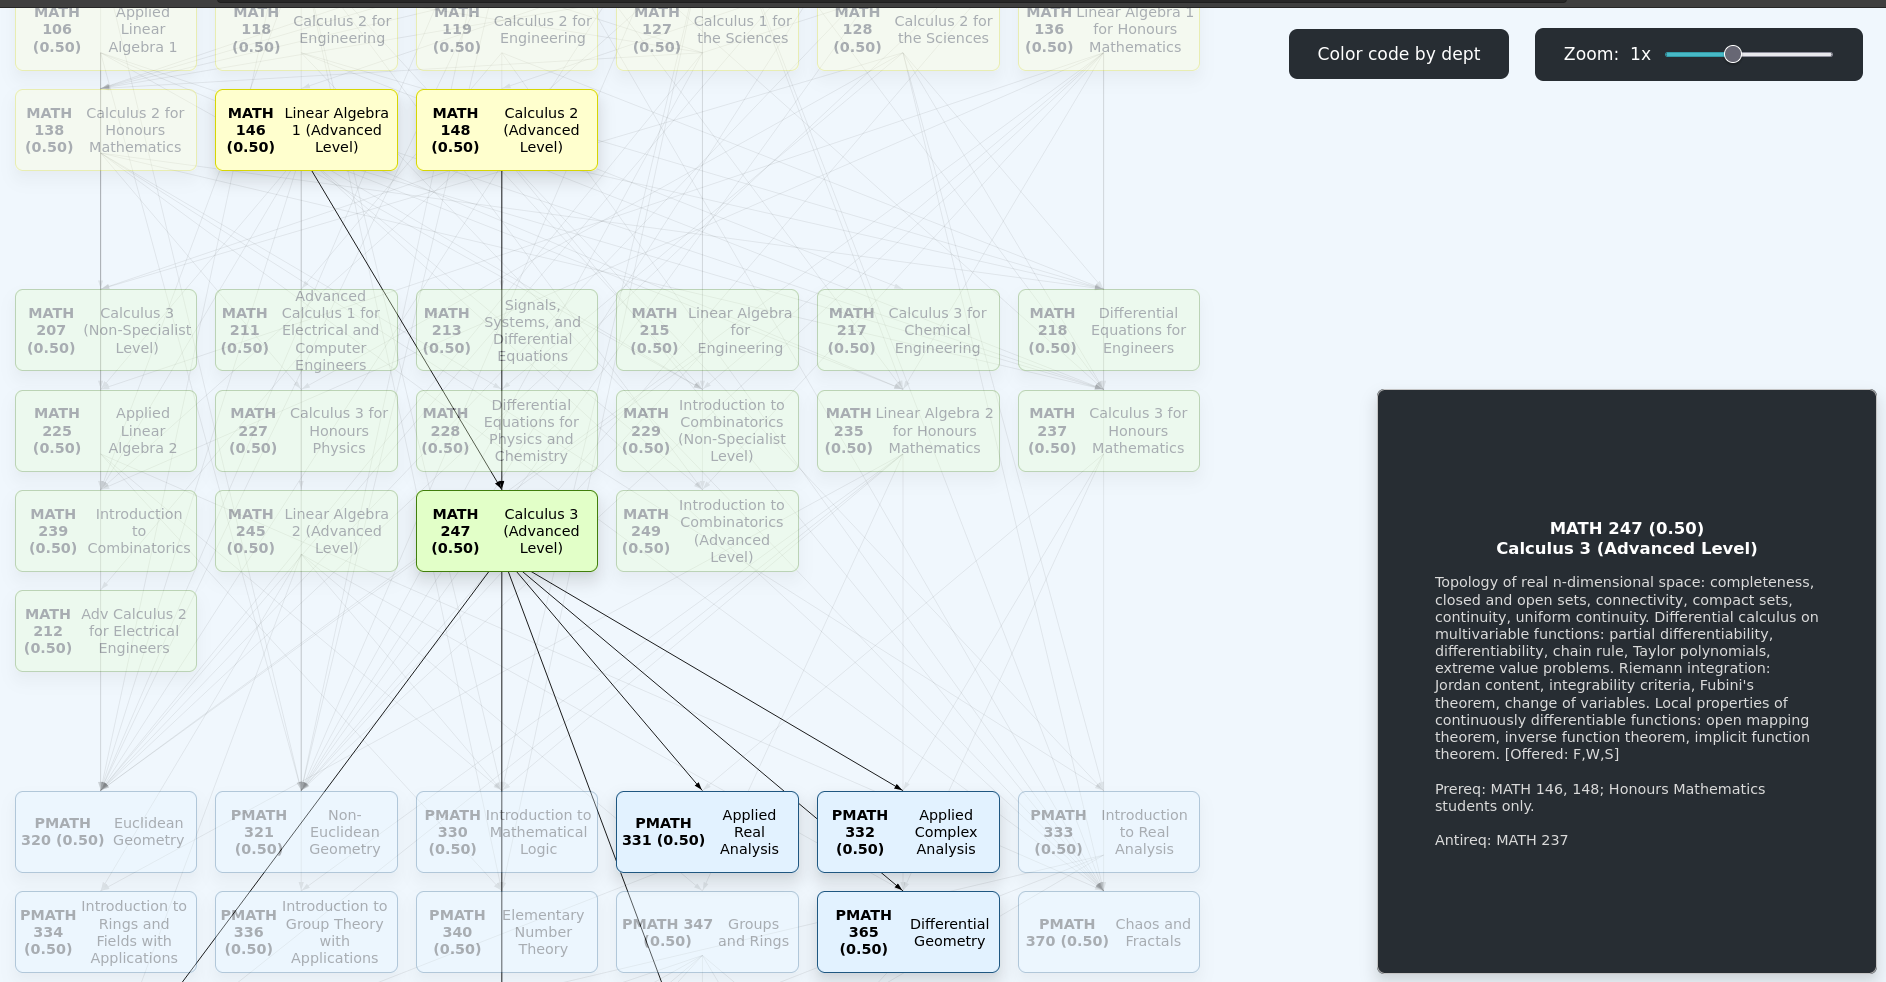 MATH 106 (0.50) Applied Linear Algebra 1
MATH 118 (0.50) Calculus 2 for Engineering
MATH 119 (0.50) Calculus 2 for Engineering
MATH 127 (0.50) Calculus 1 for the Sciences
MATH 128 (0.50) Calculus 2 for the Sciences
MATH 136 (0.50) Linear Algebra 1 for Honours Mathematics
Color code by dept
Zoom: 1x
MATH 138 (0.50) Calculus 2 for Honours Mathematics
MATH 146 (0.50) Linear Algebra 1 (Advanced Level)
MATH 148 (0.50) Calculus 2 (Advanced Level)
MATH 207 (0.50) Calculus 3 (Non-Specialist Level)
MATH 211 (0.50) Advanced Calculus 1 for Electrical and Computer Engineers
MATH 213 (0.50) Signals, Systems, and Differential Equations
MATH 215 (0.50) Linear Algebra for Engineering
MATH 217 (0.50) Calculus 3 for Chemical Engineering
MATH 218 (0.50) Differential Equations for Engineers
MATH 225 (0.50) Applied Linear Algebra 2
MATH 227 (0.50) Calculus 3 for Honours Physics
MATH 228 (0.50) Differential Equations for Physics and Chemistry
MATH 229 (0.50) Introduction to Combinatorics (Non-Specialist Level)
MATH 235 (0.50) Linear Algebra 2 for Honours Mathematics
MATH 237 (0.50) Calculus 3 for Honours Mathematics
MATH 239 (0.50) Introduction to Combinatorics
MATH 245 (0.50) Linear Algebra 2 (Advanced Level)
MATH 247 (0.50) Calculus 3 (Advanced Level)
MATH 249 (0.50) Introduction to Combinatorics (Advanced Level)
MATH 212 (0.50) Adv Calculus 2 for Electrical Engineers
PMATH 320 (0.50) Euclidean Geometry
PMATH 321 (0.50) Non-Euclidean Geometry
PMATH 330 (0.50) Introduction to Mathematical Logic
PMATH 331 (0.50) Applied Real Analysis
PMATH 332 (0.50) Applied Complex Analysis
PMATH 333 (0.50) Introduction to Real Analysis
PMATH 334 (0.50) Introduction to Rings and Fields with Applications
PMATH 336 (0.50) Introduction to Group Theory with Applications
PMATH 340 (0.50) Elementary Number Theory
PMATH 347 (0.50) Groups and Rings
PMATH 365 (0.50) Differential Geometry
PMATH 370 (0.50) Chaos and Fractals
MATH 247 (0.50)
Calculus 3 (Advanced Level)
Topology of real n-dimensional space: completeness,
closed and open sets, connectivity, compact sets,
continuity, uniform continuity. Differential calculus on
multivariable functions: partial differentiability,
differentiability, chain rule, Taylor polynomials,
extreme value problems. Riemann integration:
Jordan content, integrability criteria, Fubini's
theorem, change of variables. Local properties of
continuously differentiable functions: open mapping
theorem, inverse function theorem, implicit function
theorem. [Offered: F,W,S]
Prereq: MATH 146, 148; Honours Mathematics
students only.
Antireq: MATH 237